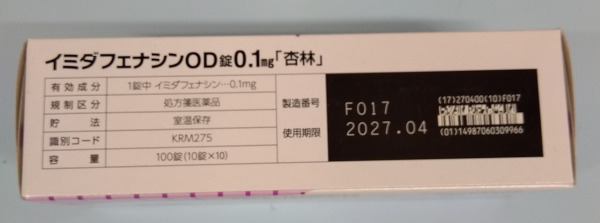 イミダフェナシンOD錠0.1mg「杏林」
有効成分 1錠中 イミダフェナシン…0.1mg
規制区分 処方箋医薬品
貯法 室温保存
識別コード KRM275
容量 100錠(10錠×10)
製造番号 F017
使用期限 2027.04
(17)270400(10)F017
(01)14987060309966